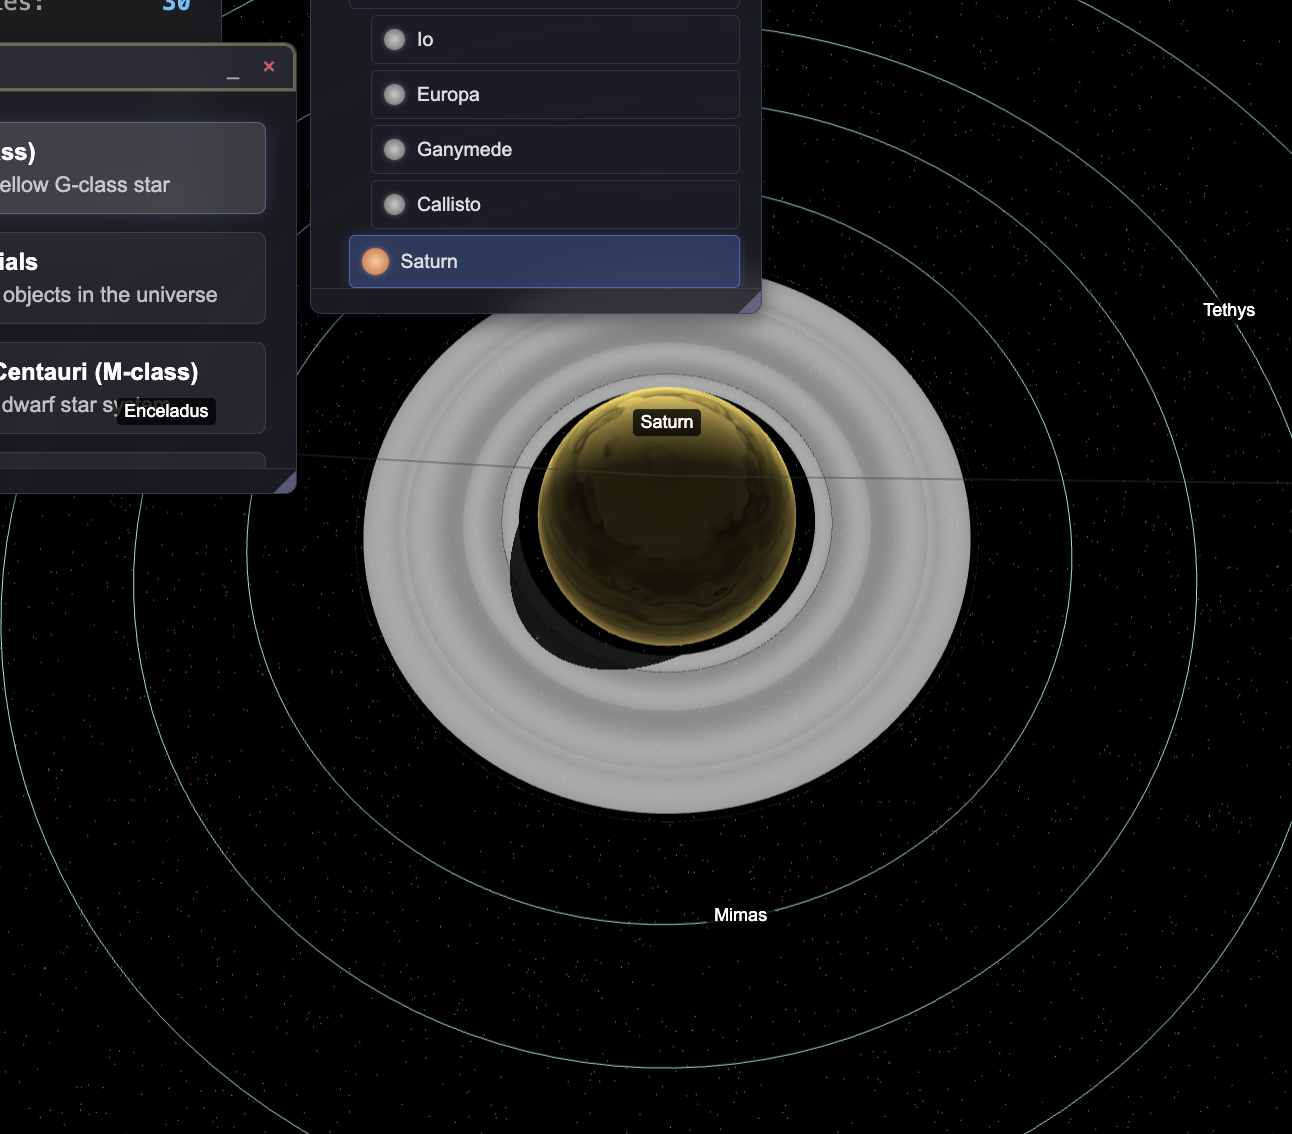 30
_ ×
ss)
ellow G-class star
ials
objects in the universe
Centauri (M-class)
dwarf star
Enceladus
Io
Europa
Ganymede
Callisto
Saturn
Saturn
Tethys
Mimas